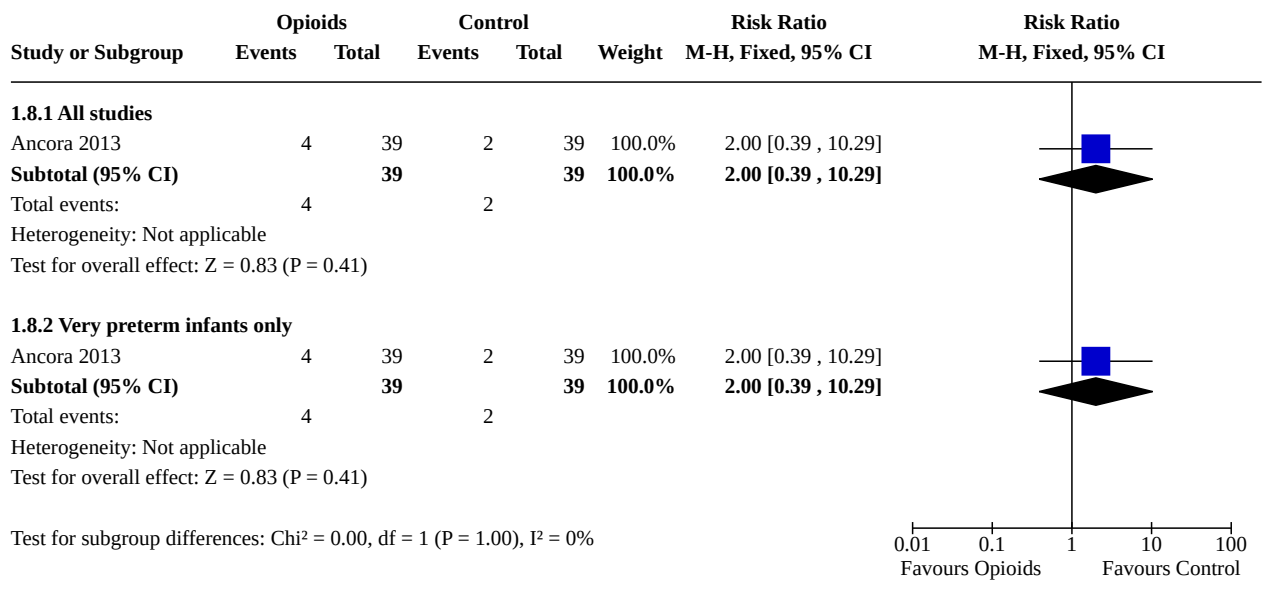 Opioids Control Risk Ratio Risk Ratio
Study or Subgroup Events Total Events Total Weight M-H, Fixed, 95% CI M-H, Fixed, 95% CI
1.8.1 All studies
Ancora 2013 4 39 2 39 100.0% 2.00 [0.39 , 10.29]
Subtotal (95% CI) 39 39 100.0% 2.00 [0.39 , 10.29]
Total events: 4 2
Heterogeneity: Not applicable
Test for overall effect: Z = 0.83 (P = 0.41)
1.8.2 Very preterm infants only
Ancora 2013 4 39 2 39 100.0% 2.00 [0.39 , 10.29]
Subtotal (95% CI) 39 39 100.0% 2.00 [0.39 , 10.29]
Total events: 4 2
Heterogeneity: Not applicable
Test for overall effect: Z = 0.83 (P = 0.41)
Test for subgroup differences: Chi² = 0.00, df = 1 (P = 1.00), I² = 0%
0.01 0.1 1 10 100
Favours Opioids Favours Control